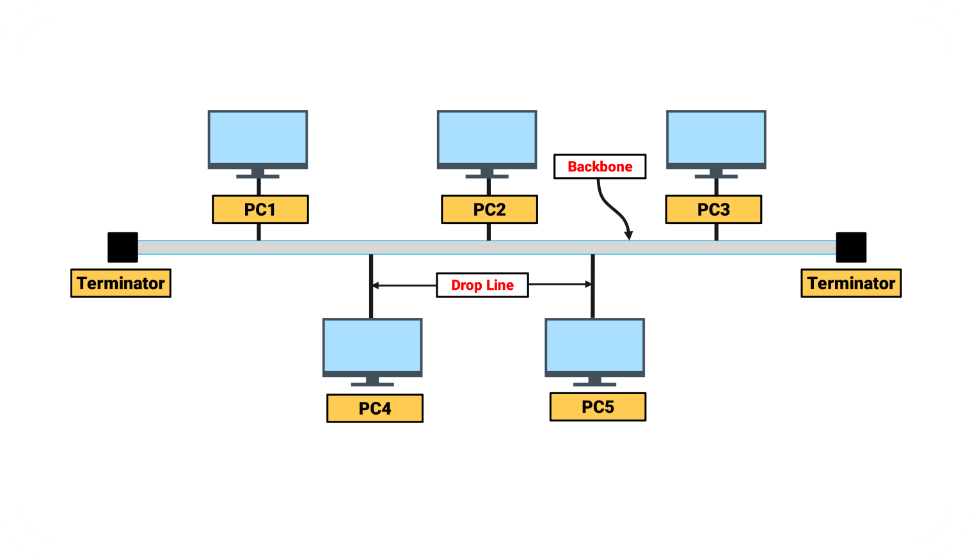 Backbone
PC1
PC2
PC3
Terminator
Drop Line
Terminator
PC4
PC5